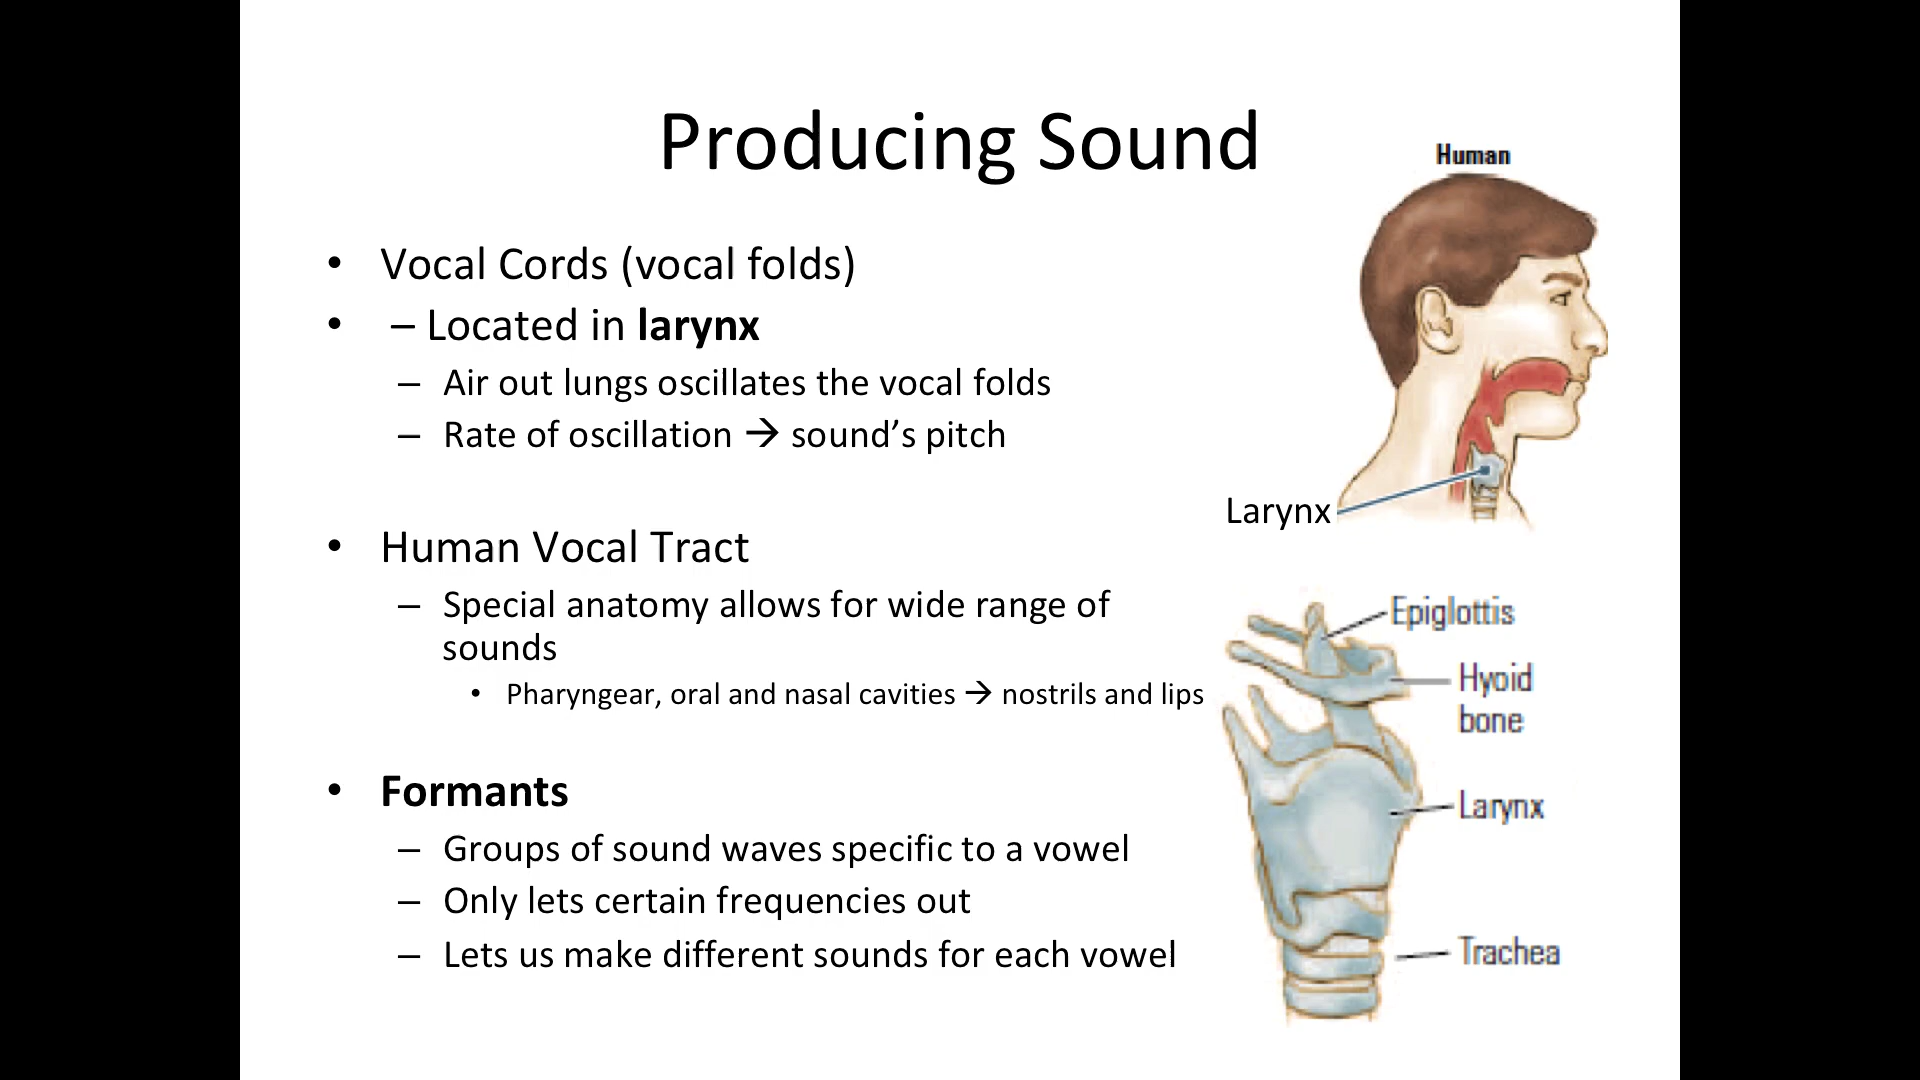 Producing Sound
Human
• Vocal Cords (vocal folds)
• – Located in larynx
– Air out lungs oscillates the vocal folds
– Rate of oscillation → sound’s pitch
Larynx
• Human Vocal Tract
– Special anatomy allows for wide range of
sounds
• Pharyngear, oral and nasal cavities → nostrils and lips
• Formants
– Groups of sound waves specific to a vowel
– Only lets certain frequencies out
– Lets us make different sounds for each vowel
Epiglottis
Hyoid
bone
Larynx
Trachea